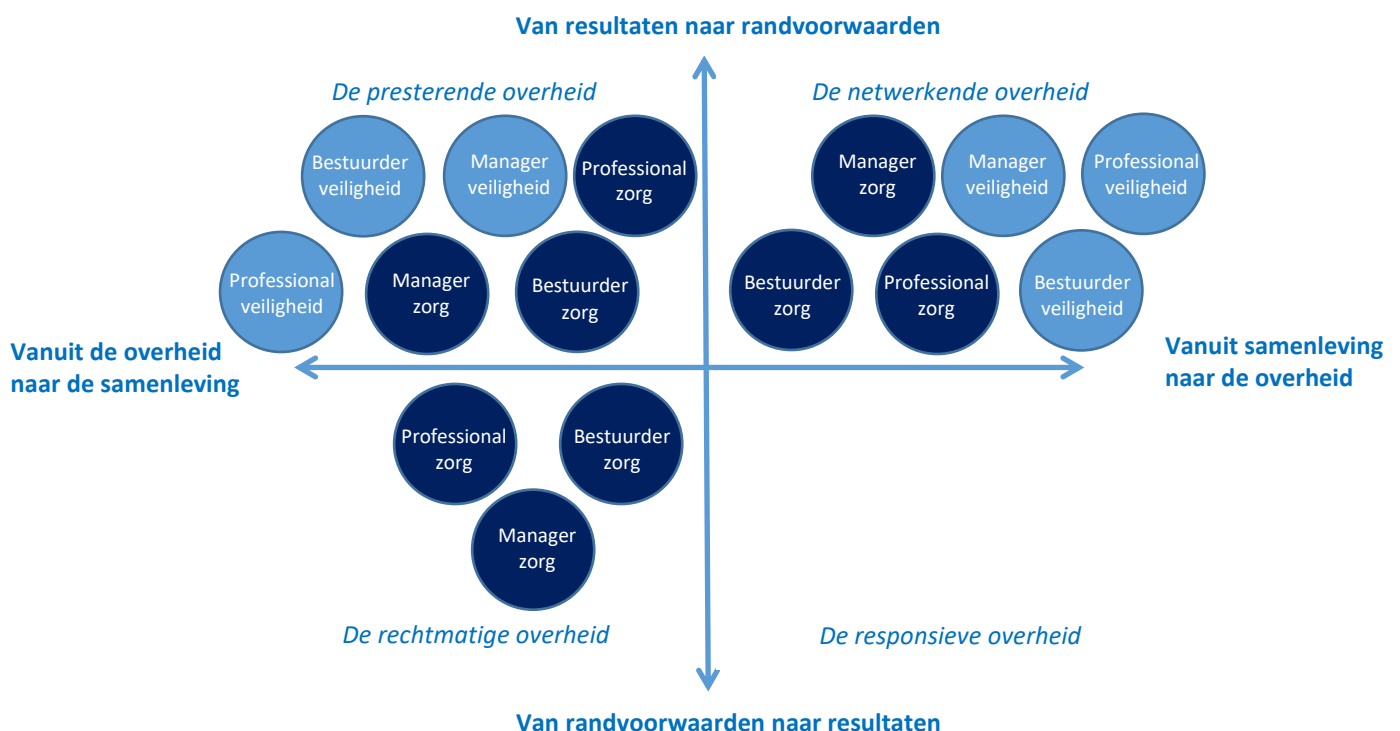 Van resultaten naar randvoorwaarden
De presterende overheid
De netwerkende overheid
Bestuurder
veiligheid
Manager
veiligheid
Professional
zorg
Manager
zorg
Manager
veiligheid
Professional
veiligheid
Professional
veiligheid
Manager
zorg
Bestuurder
zorg
Bestuurder
zorg
Professional
zorg
Bestuurder
veiligheid
Vanuit de overheid
naar de samenleving
Vanuit samenleving
naar de overheid
Professional
zorg
Bestuurder
zorg
Manager
zorg
De rechtmatige overheid
De responsieve overheid
Van randvoorwaarden naar resultaten